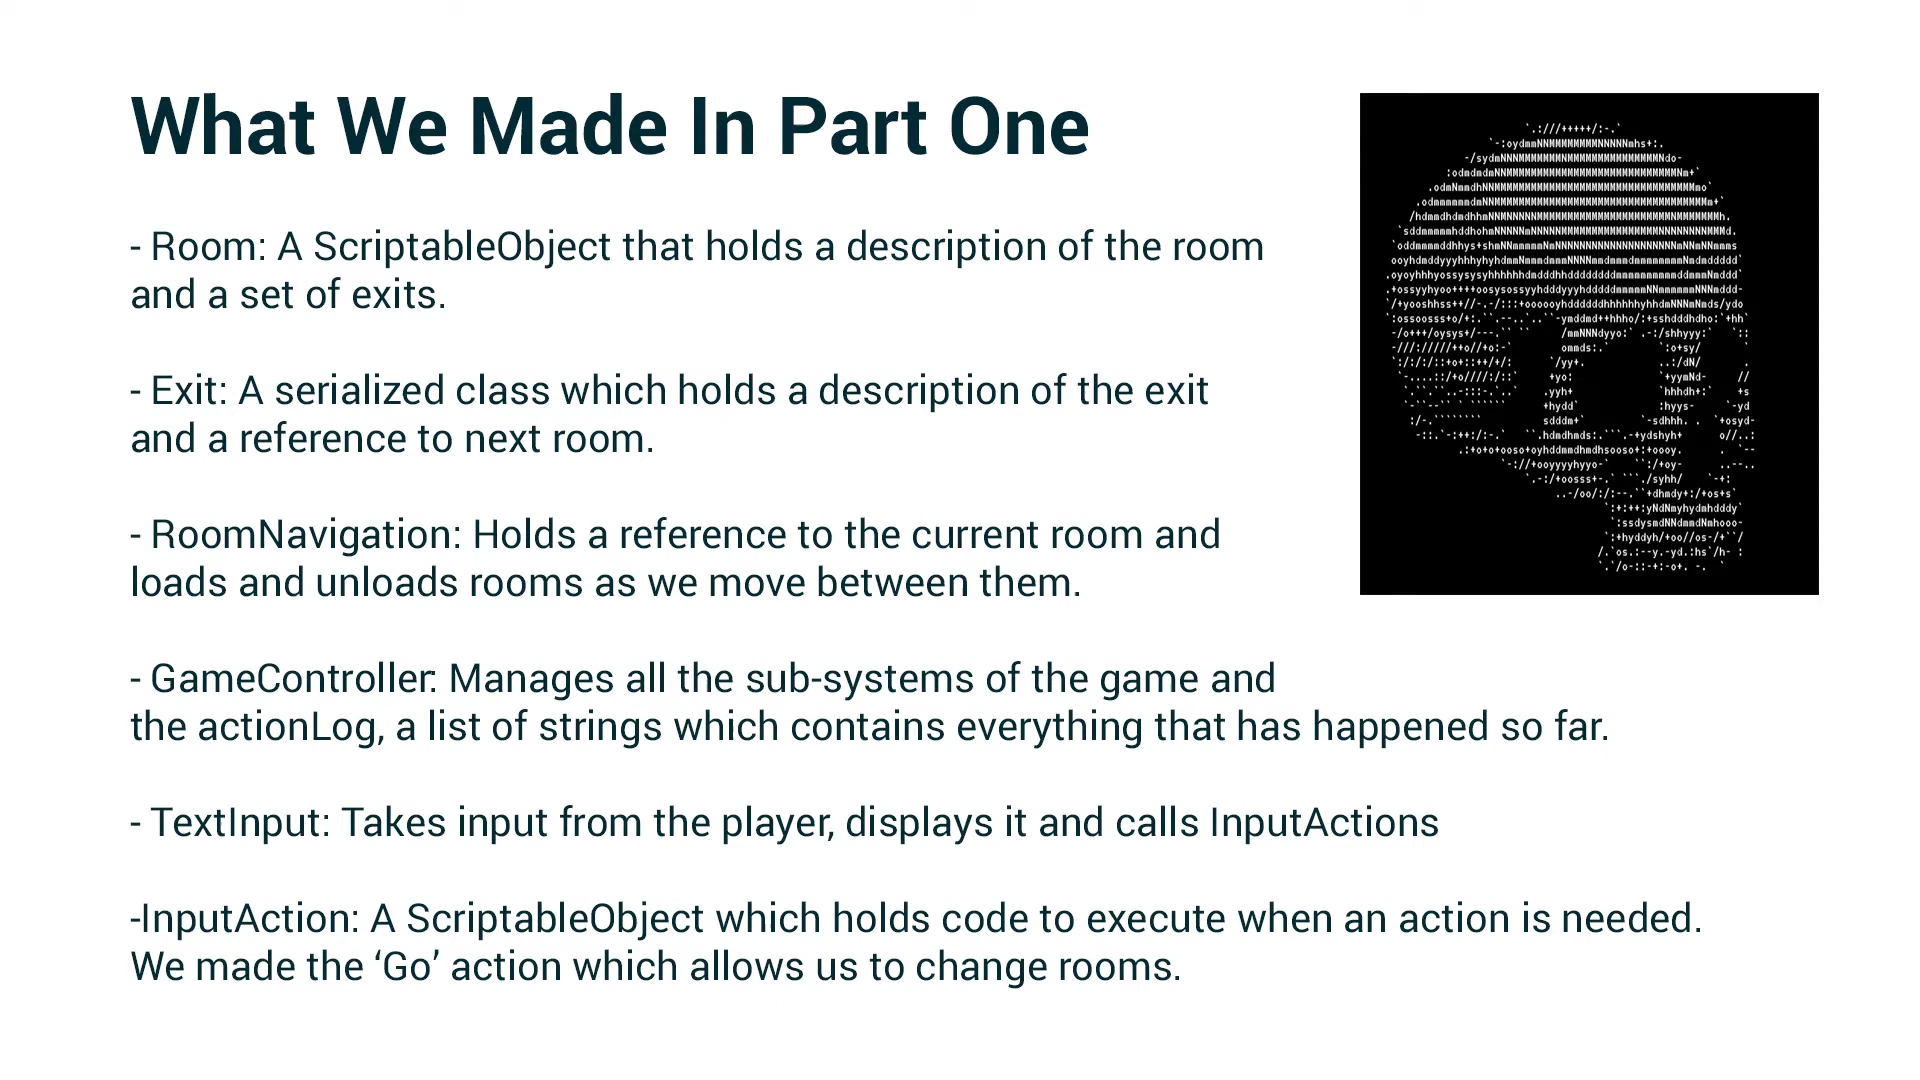 What We Made In Part One
- Room: A ScriptableObject that holds a description of the room
and a set of exits.
- Exit: A serialized class which holds a description of the exit
and a reference to next room.
- RoomNavigation: Holds a reference to the current room and
loads and unloads rooms as we move between them.
- GameController: Manages all the sub-systems of the game and
the actionLog, a list of strings which contains everything that has happened so far.
- TextInput: Takes input from the player, displays it and calls InputActions
-InputAction: A ScriptableObject which holds code to execute when an action is needed.
We made the ‘Go’ action which allows us to change rooms.